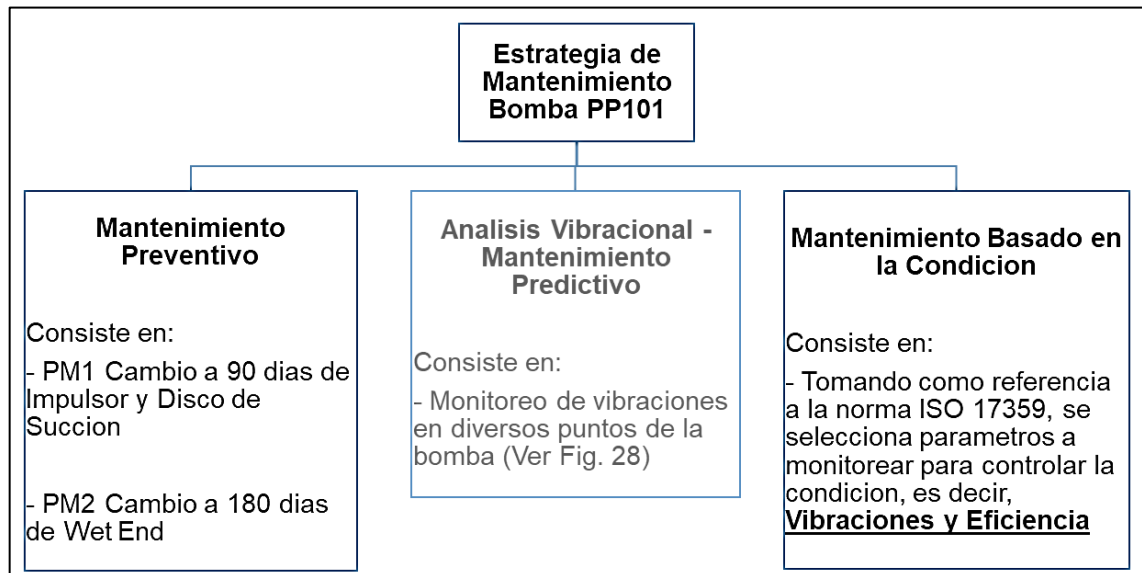 Estrategia de
Mantenimiento
Bomba PP101
Mantenimiento
Preventivo
Consiste en:
- PM1 Cambio a 90 dias de
Impulsor y Disco de
Succion
- PM2 Cambio a 180 dias
de Wet End
Analisis Vibracional -
Mantenimiento
Predictivo
Consiste en:
- Monitoreo de vibraciones
en diversos puntos de la
bomba (Ver Fig. 28)
Mantenimiento Basado en
la Condicion
Consiste en:
- Tomando como referencia
a la norma ISO 17359, se
selecciona parametros a
monitorear para controlar la
condicion, es decir,
Vibraciones y Eficiencia